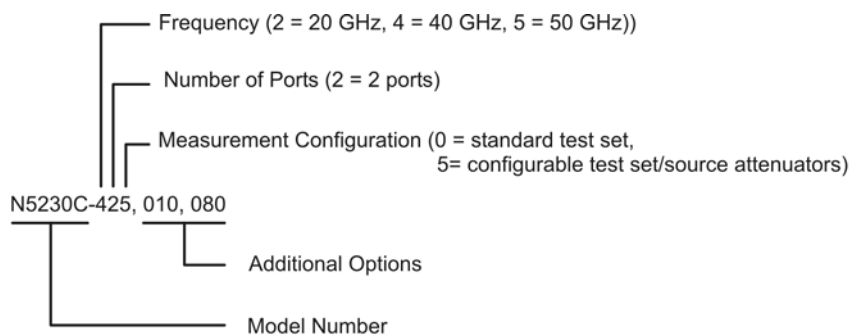 Frequency (2 = 20 GHz, 4 = 40 GHz, 5 = 50 GHz))
Number of Ports (2 = 2 ports)
Measurement Configuration (0 = standard test set,
5= configurable test set/source attenuators)
N5230C-425, 010, 080
Additional Options
Model Number